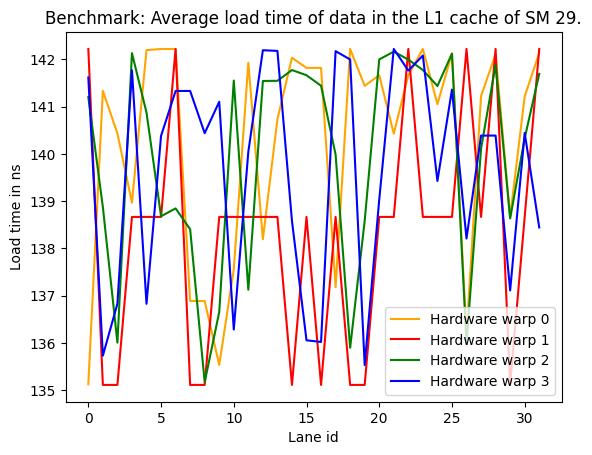 Benchmark: Average load time of data in the L1 cache of SM 29.
Load time in ns
142
141
140
139
138
137
136
135
0
5
10
15
20
25
30
Lane id
Hardware warp 0
Hardware warp 1
Hardware warp 2
Hardware warp 3